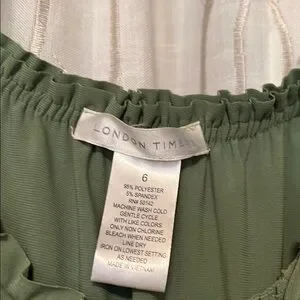 LONDON TIMES
6
95% POLYESTER
5% SPANDEX
RN# 50142
MACHINE WASH COLD
GENTLE CYCLE
WITH LIKE COLORS
ONLY NON CHLORINE
BLEACH WHEN NEEDED
LINE DRY
IRON ON LOWEST SETTING
AS NEEDED
MADE IN VIETNAM